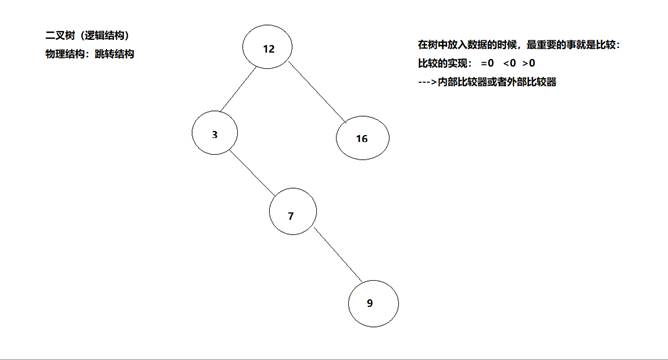 二叉树（逻辑结构）
物理结构：跳转结构
在树中放入数据的时候，最重要的事就是比较：
比较的实现： =0 <0 >0
--->内部比较器或者外部比较器
12
3
16
7
9